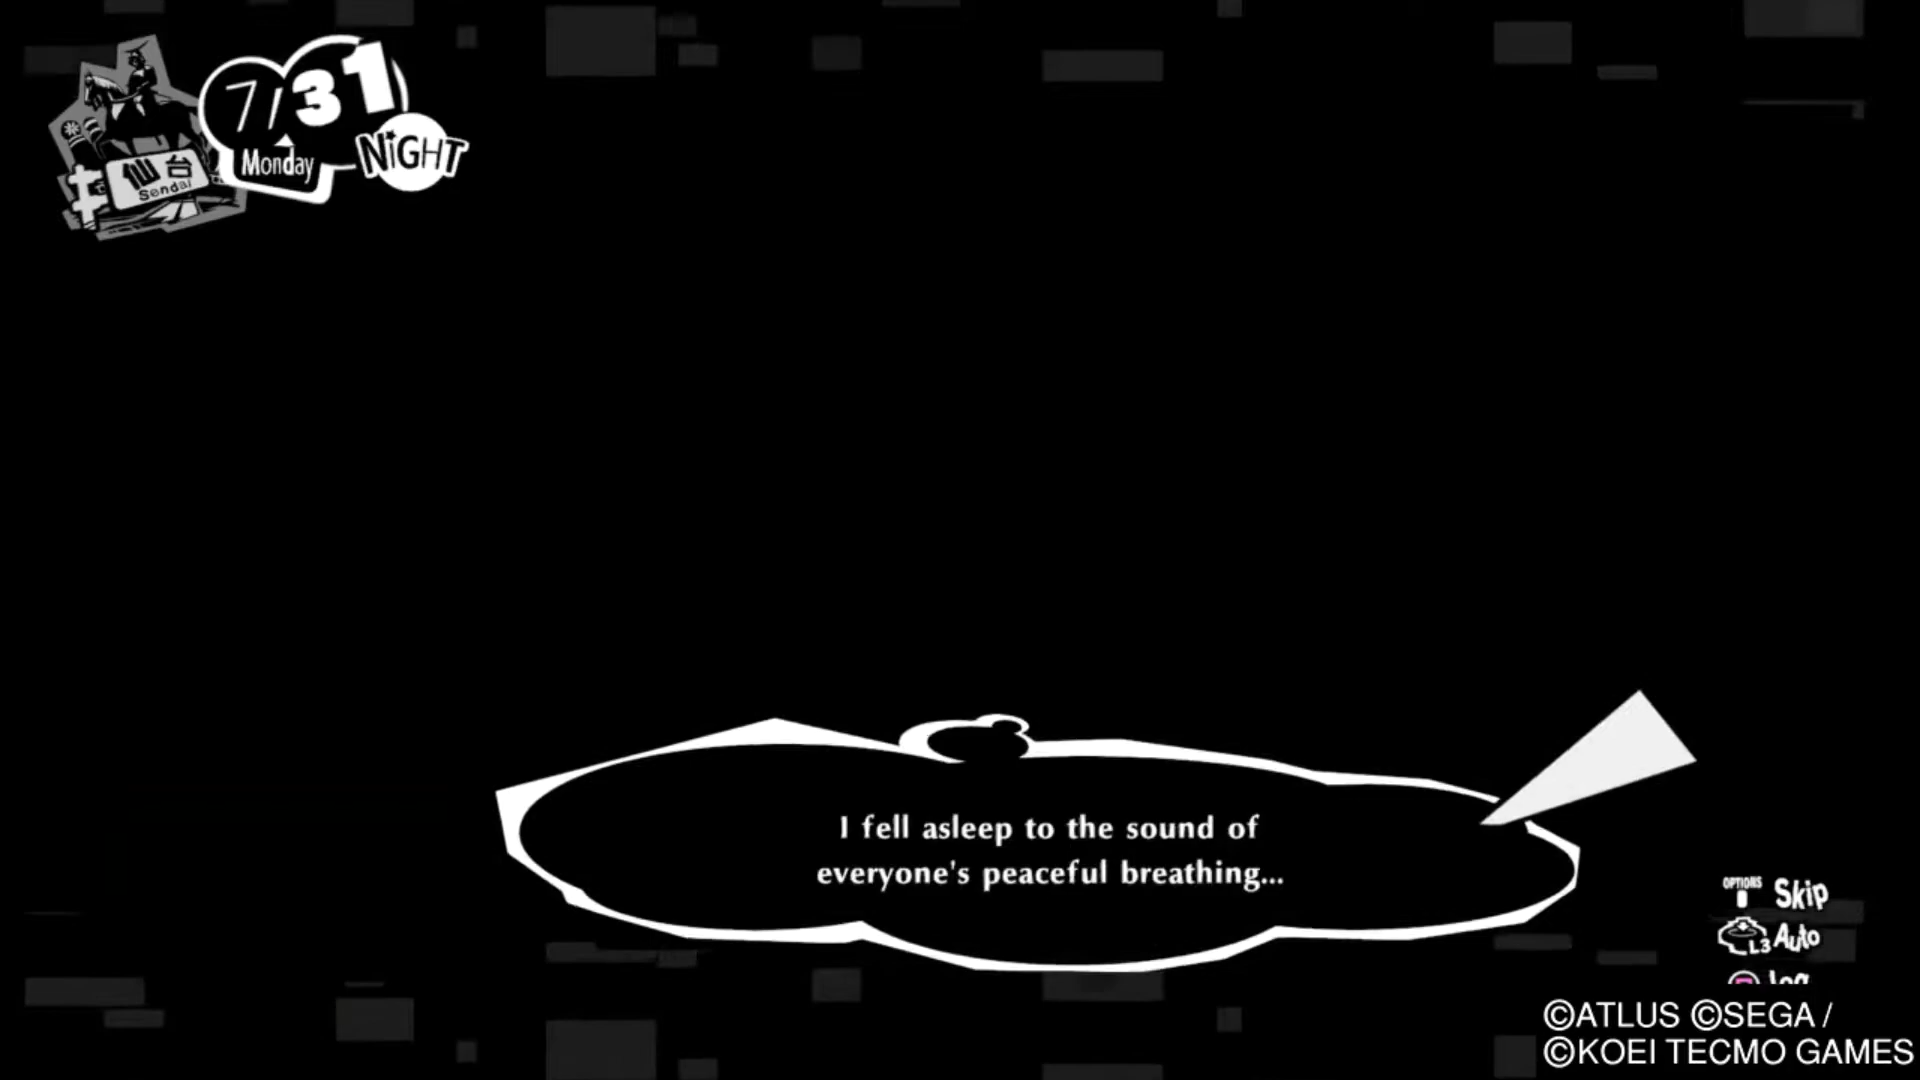 7/31
Monday
NiGHT
仙台
Sendai
I fell asleep to the sound of
everyone's peaceful breathing...
OPTIONS Skip
L3 Auto
Log
©ATLUS ©SEGA /
©KOEI TECMO GAMES